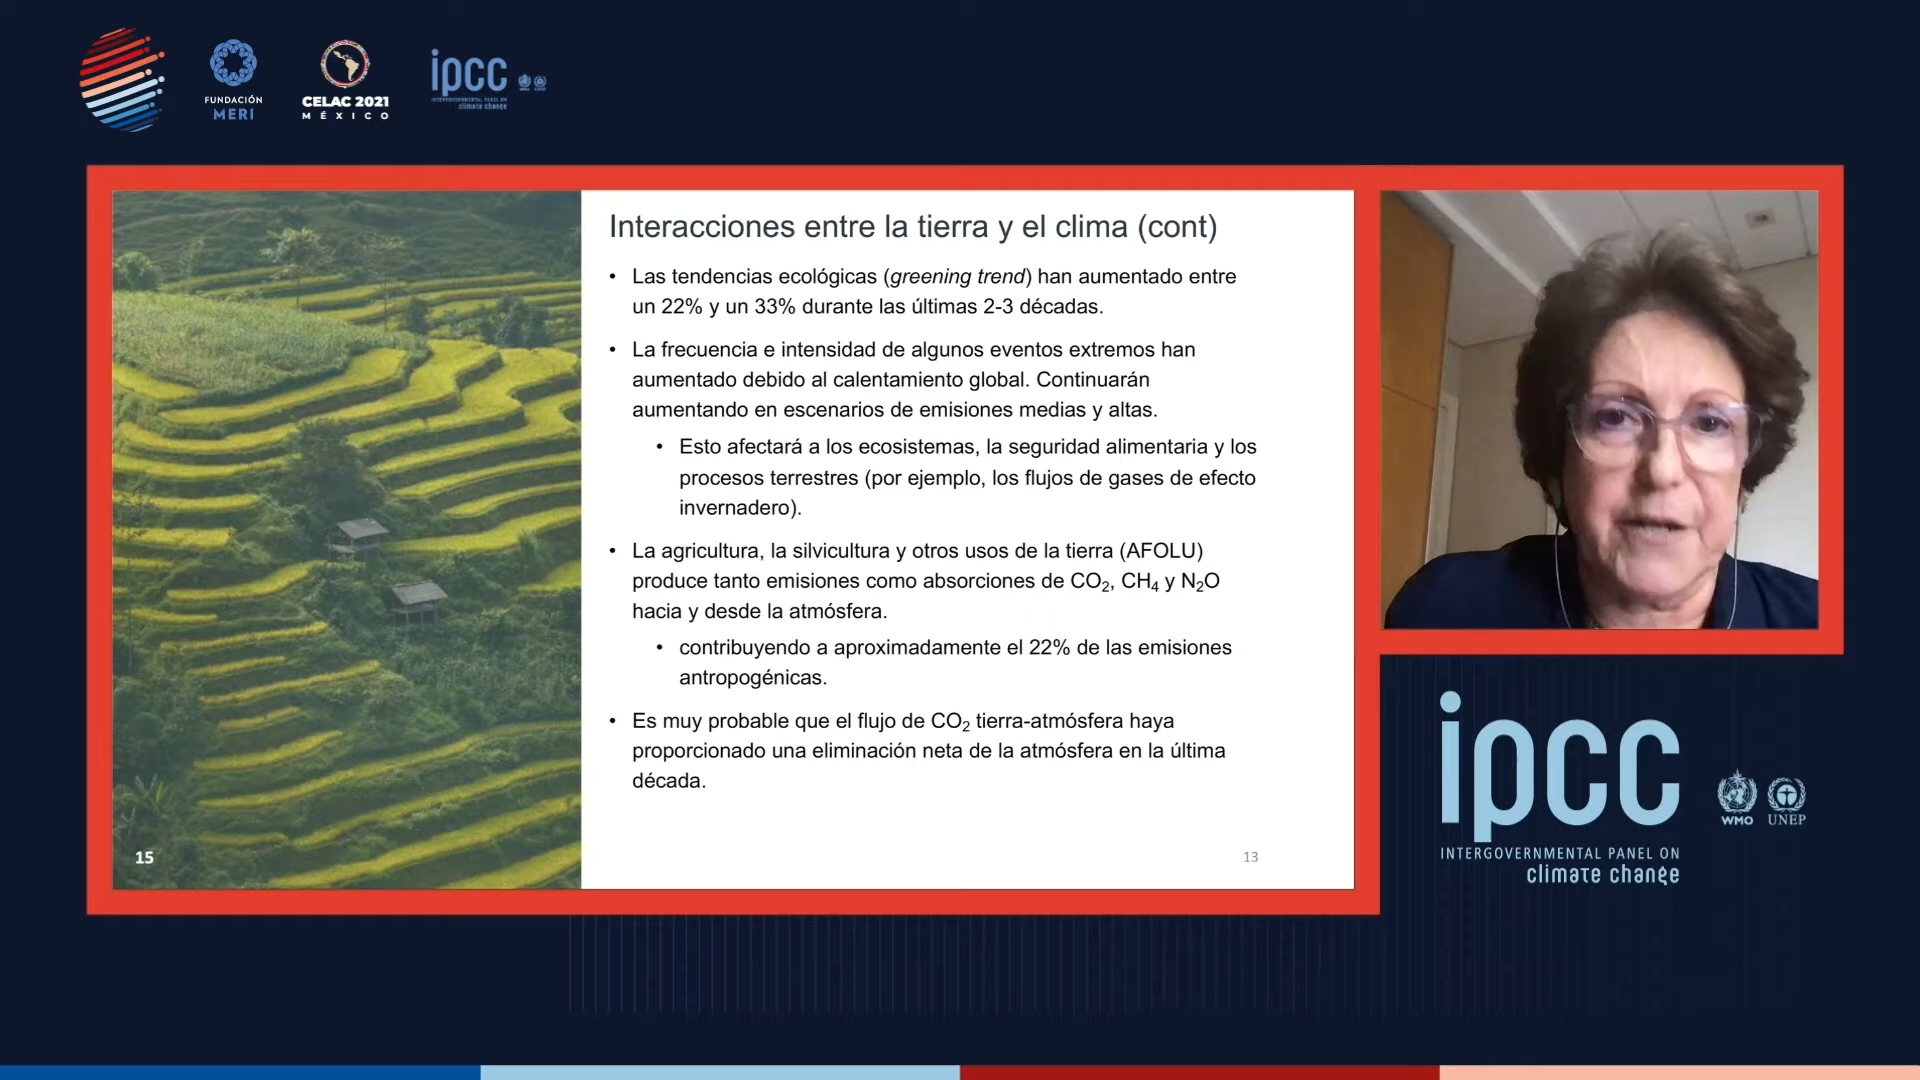 FUNDACIÓN
MERI
CELAC 2021
MÉXICO
ipcc
INTERGOVERNMENTAL PANEL ON
climate change
Interacciones entre la tierra y el clima (cont)
• Las tendencias ecológicas (greening trend) han aumentado entre
un 22% y un 33% durante las últimas 2-3 décadas.
• La frecuencia e intensidad de algunos eventos extremos han
aumentado debido al calentamiento global. Continuarán
aumentando en escenarios de emisiones medias y altas.
• Esto afectará a los ecosistemas, la seguridad alimentaria y los
procesos terrestres (por ejemplo, los flujos de gases de efecto
invernadero).
• La agricultura, la silvicultura y otros usos de la tierra (AFOLU)
produce tanto emisiones como absorciones de CO₂, CH₄ y N₂O
hacia y desde la atmósfera.
• contribuyendo a aproximadamente el 22% de las emisiones
antropogénicas.
• Es muy probable que el flujo de CO₂ tierra-atmósfera haya
proporcionado una eliminación neta de la atmósfera en la última
década.
15
13
ipcc
WMO UNEP
INTERGOVERNMENTAL PANEL ON
climate change